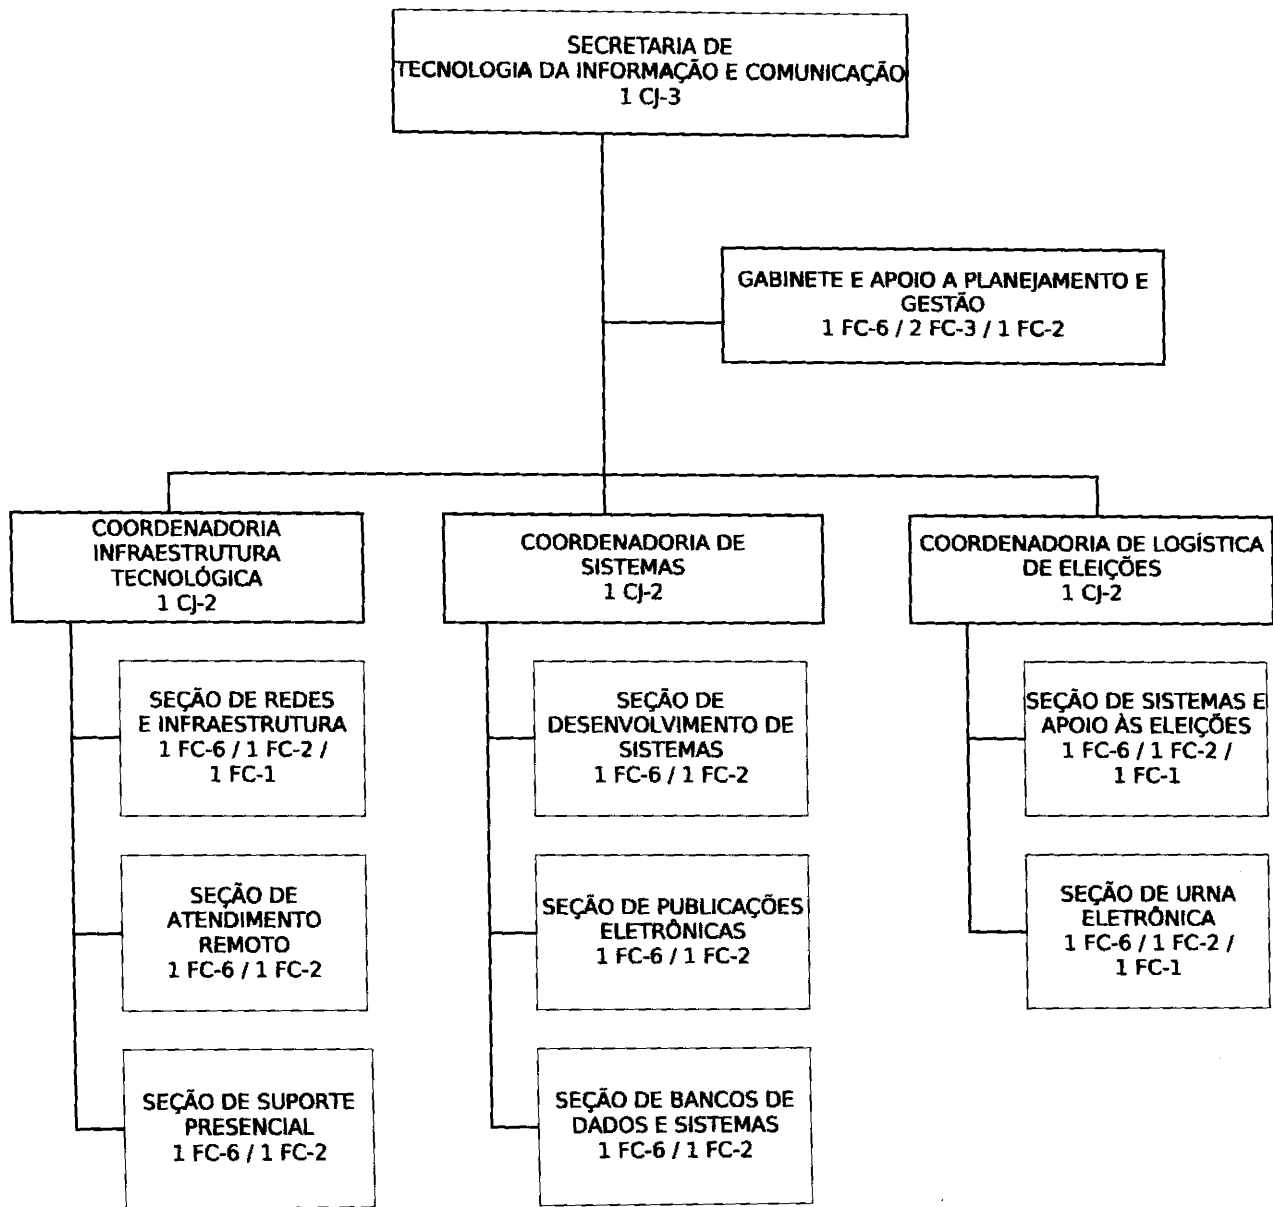 SECRETARIA DE
TECNOLOGIA DA INFORMAÇÃO E COMUNICAÇÃO
1 CJ-3
GABINETE E APOIO A PLANEJAMENTO E
GESTÃO
1 FC-6 / 2 FC-3 / 1 FC-2
COORDENADORIA
INFRAESTRUTURA
TECNOLÓGICA
1 CJ-2
SEÇÃO DE REDES
E INFRAESTRUTURA
1 FC-6 / 1 FC-2 /
1 FC-1
SEÇÃO DE
ATENDIMENTO
REMOTO
1 FC-6 / 1 FC-2
SEÇÃO DE SUPORTE
PRESENCIAL
1 FC-6 / 1 FC-2
COORDENADORIA DE
SISTEMAS
1 CJ-2
SEÇÃO DE
DESENVOLVIMENTO DE
SISTEMAS
1 FC-6 / 1 FC-2
SEÇÃO DE PUBLICAÇÕES
ELETRÔNICAS
1 FC-6 / 1 FC-2
SEÇÃO DE BANCOS DE
DADOS E SISTEMAS
1 FC-6 / 1 FC-2
COORDENADORIA DE LOGÍSTICA
DE ELEIÇÕES
1 CJ-2
SEÇÃO DE SISTEMAS E
APOIO ÀS ELEIÇÕES
1 FC-6 / 1 FC-2 /
1 FC-1
SEÇÃO DE URNA
ELETRÔNICA
1 FC-6 / 1 FC-2 /
1 FC-1